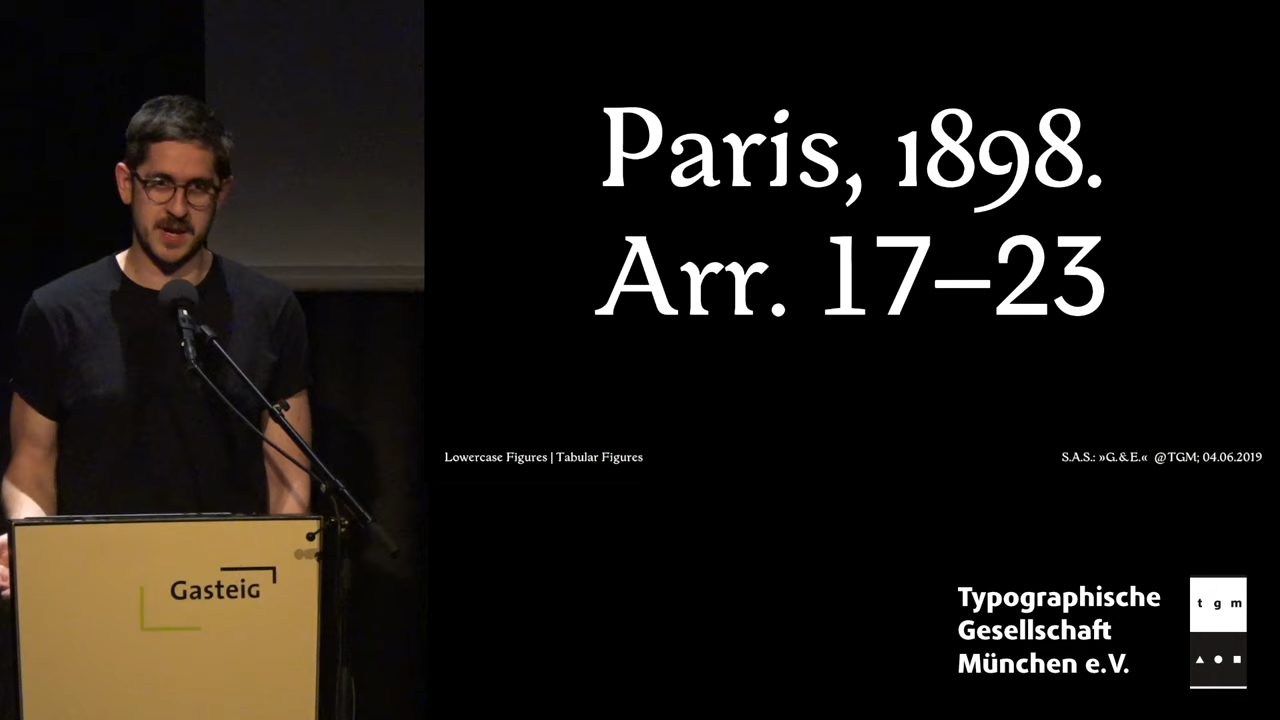 Paris, 1898.
Arr. 17–23
Lowercase Figures | Tabular Figures
S.A.S.: »G.&E.« @TGM; 04.06.2019
Gasteig
Typographische
Gesellschaft
München e.V.
t g m